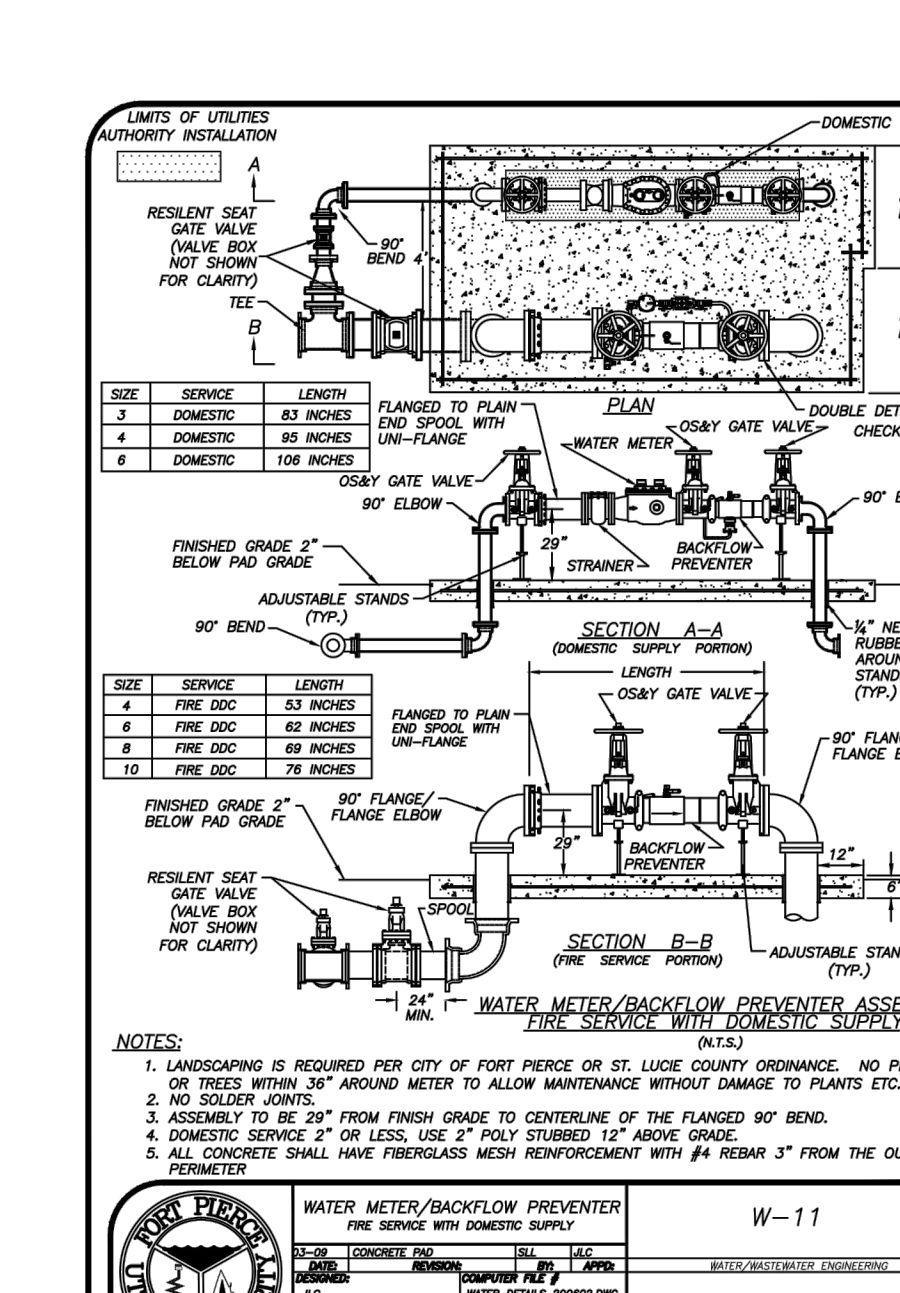 LIMITS OF UTILITIES
AUTHORITY INSTALLATION
DOMESTIC
A
RESILENT SEAT
GATE VALVE
(VALVE BOX
NOT SHOWN
FOR CLARITY)
90°
BEND 4'
TEE
B
PLAN
SIZE SERVICE LENGTH
3 DOMESTIC 83 INCHES
4 DOMESTIC 95 INCHES
6 DOMESTIC 106 INCHES
FLANGED TO PLAIN
END SPOOL WITH
UNI-FLANGE
DOUBLE
CHECK
OS&Y GATE VALVE
WATER METER
OS&Y GATE VALVE
90° ELBOW
90°
29"
STRAINER
BACKFLOW
PREVENTER
FINISHED GRADE 2"
BELOW PAD GRADE
ADJUSTABLE STANDS
(TYP.)
90° BEND
SECTION A-A
(DOMESTIC SUPPLY PORTION)
¼"
AROUN
STAND
(TYP.)
LENGTH
SIZE SERVICE LENGTH
4 FIRE DDC 53 INCHES
6 FIRE DDC 62 INCHES
8 FIRE DDC 69 INCHES
10 FIRE DDC 76 INCHES
OS&Y GATE VALVE
FLANGED TO PLAIN
END SPOOL WITH
UNI-FLANGE
90° FLAN
FLANGE
FINISHED GRADE 2"
BELOW PAD GRADE
90° FLANGE/
FLANGE ELBOW
29"
BACKFLOW
PREVENTER
12"
6"
RESILENT SEAT
GATE VALVE
(VALVE BOX
NOT SHOWN
FOR CLARITY)
SPOOL
SECTION B-B
(FIRE SERVICE PORTION)
ADJUSTABLE STAN
(TYP.)
24"
MIN.
WATER METER/BACKFLOW PREVENTER ASSE
FIRE SERVICE WITH DOMESTIC SUPPLY
(N.T.S.)
NOTES:
1. LANDSCAPING IS REQUIRED PER CITY OF FORT PIERCE OR ST. LUCIE COUNTY ORDINANCE. NO
OR TREES WITHIN 36" AROUND METER TO ALLOW MAINTENANCE WITHOUT DAMAGE TO PLANTS ETC.
2. NO SOLDER JOINTS.
3. ASSEMBLY TO BE 29" FROM FINISH GRADE TO CENTERLINE OF THE FLANGED 90° BEND.
4. DOMESTIC SERVICE 2" OR LESS, USE 2" POLY STUBBED 12" ABOVE GRADE.
5. ALL CONCRETE SHALL HAVE FIBERGLASS MESH REINFORCEMENT WITH #4 REBAR 3" FROM THE
PERIMETER
FORT PIERCE
WATER METER/BACKFLOW PREVENTER
FIRE SERVICE WITH DOMESTIC SUPPLY
W-11
03-09 CONCRETE PAD SLL JLC
DATE: REVISION: BY: APPD:
WATER/WASTEWATER ENGINEERING
DESIGNED: COMPUTER FILE #